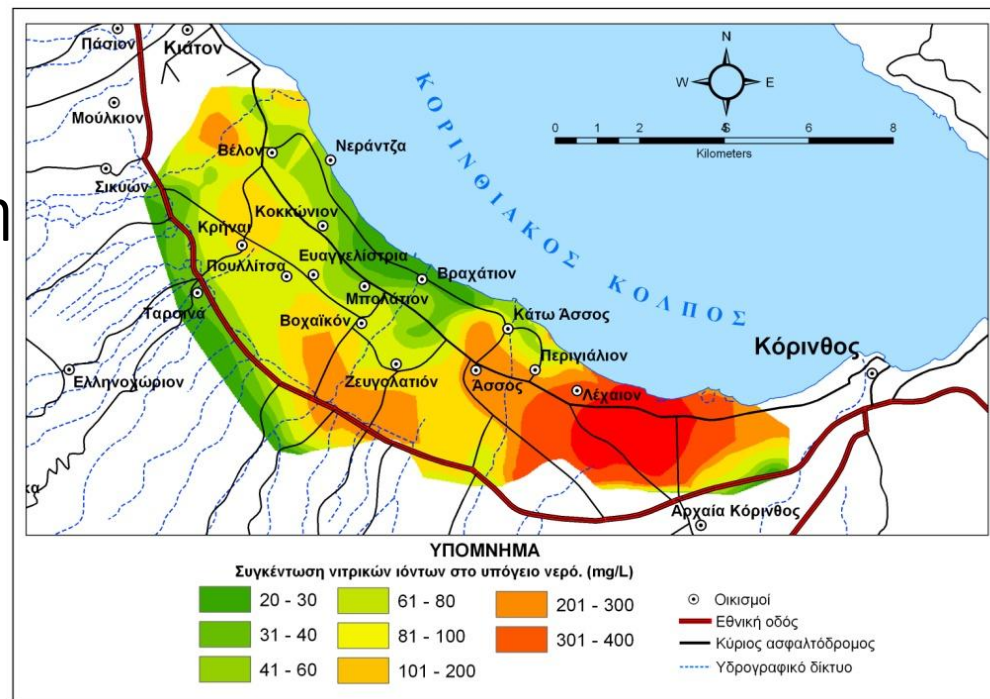 η
Πάσιον
Κιάτον
Μούλκιον
Βέλον
Νεράντζα
Σικυών
Κοκκώνιον
Κρήναι
Ευαγγελίστρια
Πουλλίτσα
Βραχάτιον
Μπολάτιον
Ταρσινά
Βοχαϊκόν
Κάτω Άσσος
Περιγιάλιον
Κόρινθος
Ελληνοχώριον
Ζευγολατιόν
Άσσος
Λέχαιον
κα
Αρχαία Κόρινθος
ΚΟΡΙΝΘΙΑΚΟΣ ΚΟΛΠΟΣ
N
W E
S
0 1 2 4 6 8
Kilometers
ΥΠΟΜΝΗΜΑ
Συγκέντωση νιτρικών ιόντων στο υπόγειο νερό. (mg/L)
20 - 30
31 - 40
41 - 60
61 - 80
81 - 100
101 - 200
201 - 300
301 - 400
Οικισμοί
Εθνική οδός
Κύριος ασφαλτόδρομος
Υδρογραφικό δίκτυο